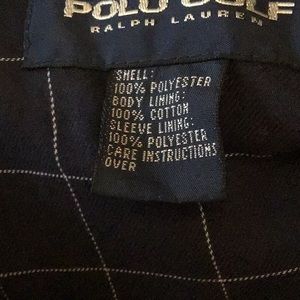 POLO GOLF
RALPH LAUREN
SHELL:
100% POLYESTER
BODY LINING:
100% COTTON
SLEEVE LINING:
100% POLYESTER
CARE INSTRUCTIONS
OVER